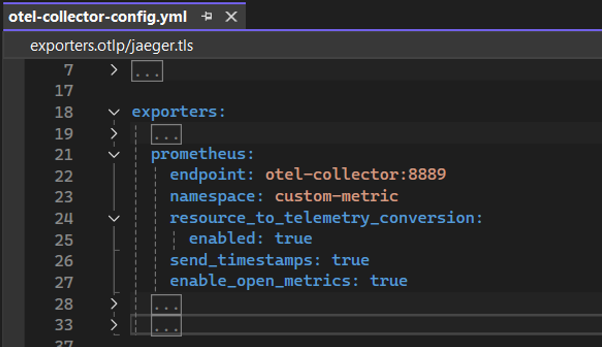 otel-collector-config.yml
exporters.otlp/jaeger.tls
7 ...
17
18 exporters:
19 ...
21 prometheus:
22 endpoint: otel-collector:8889
23 namespace: custom-metric
24 resource_to_telemetry_conversion:
25 enabled: true
26 send_timestamps: true
27 enable_open_metrics: true
28 ...
33 ...
37